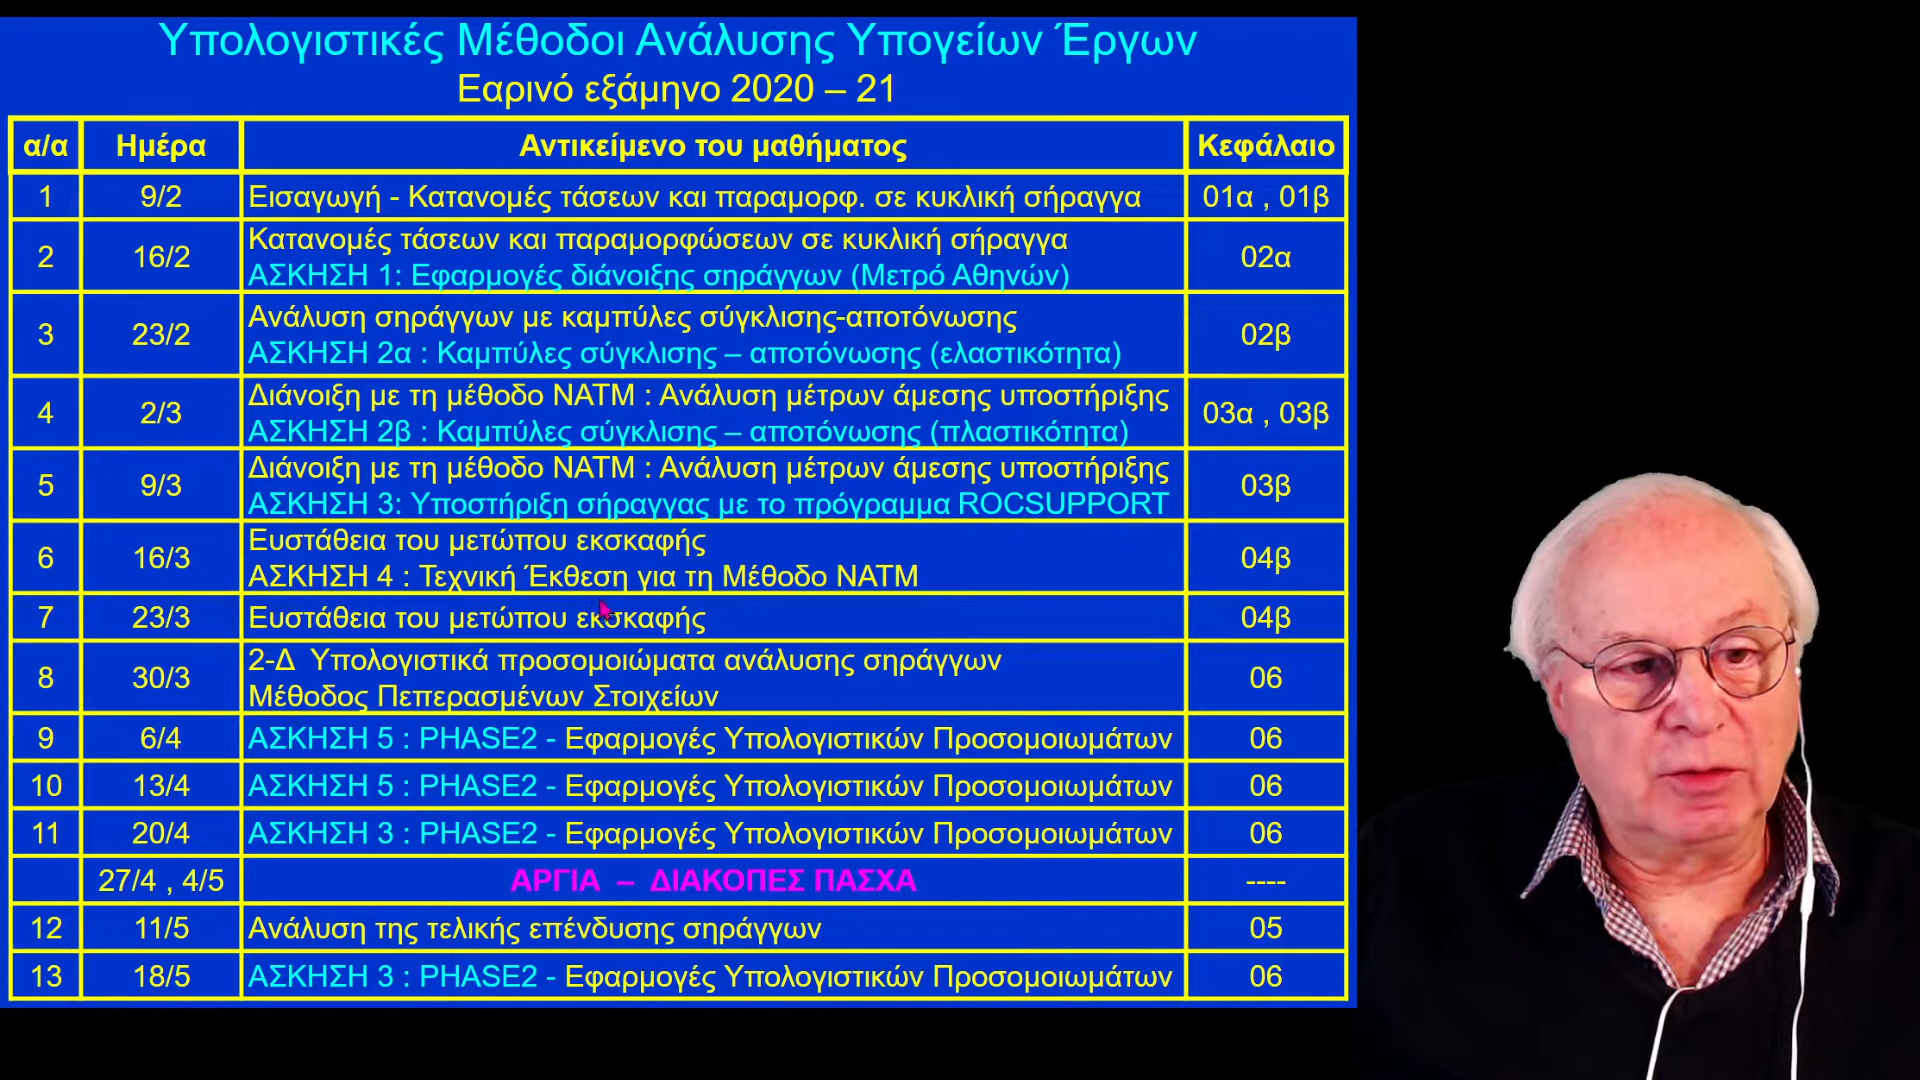 Υπολογιστικές Μέθοδοι Ανάλυσης Υπογείων Έργων
Εαρινό εξάμηνο 2020 – 21
α/α Ημέρα Αντικείμενο του μαθήματος Κεφάλαιο
1 9/2 Εισαγωγή - Κατανομές τάσεων και παραμορφ. σε κυκλική σήραγγα 01α , 01β
2 16/2 Κατανομές τάσεων και παραμορφώσεων σε κυκλική σήραγγα 02α
ΑΣΚΗΣΗ 1: Εφαρμογές διάνοιξης σηράγγων (Μετρό Αθηνών)
3 23/2 Ανάλυση σηράγγων με καμπύλες σύγκλισης-αποτόνωσης 02β
ΑΣΚΗΣΗ 2α : Καμπύλες σύγκλισης – αποτόνωσης (ελαστικότητα)
4 2/3 Διάνοιξη με τη μέθοδο NATM : Ανάλυση μέτρων άμεσης υποστήριξης 03α , 03β
ΑΣΚΗΣΗ 2β : Καμπύλες σύγκλισης – αποτόνωσης (πλαστικότητα)
5 9/3 Διάνοιξη με τη μέθοδο NATM : Ανάλυση μέτρων άμεσης υποστήριξης 03β
ΑΣΚΗΣΗ 3: Υποστήριξη σήραγγας με το πρόγραμμα ROCSUPPORT
6 16/3 Ευστάθεια του μετώπου εκσκαφής 04β
ΑΣΚΗΣΗ 4 : Τεχνική Έκθεση για τη Μέθοδο NATM
7 23/3 Ευστάθεια του μετώπου εκσκαφής 04β
8 30/3 2-Δ Υπολογιστικά προσομοιώματα ανάλυσης σηράγγων 06
Μέθοδος Πεπερασμένων Στοιχείων
9 6/4 ΑΣΚΗΣΗ 5 : PHASE2 - Εφαρμογές Υπολογιστικών Προσομοιωμάτων 06
10 13/4 ΑΣΚΗΣΗ 5 : PHASE2 - Εφαρμογές Υπολογιστικών Προσομοιωμάτων 06
11 20/4 ΑΣΚΗΣΗ 3 : PHASE2 - Εφαρμογές Υπολογιστικών Προσομοιωμάτων 06
27/4 , 4/5 ΑΡΓΙΑ – ΔΙΑΚΟΠΕΣ ΠΑΣΧΑ ----
12 11/5 Ανάλυση της τελικής επένδυσης σηράγγων 05
13 18/5 ΑΣΚΗΣΗ 3 : PHASE2 - Εφαρμογές Υπολογιστικών Προσομοιωμάτων 06